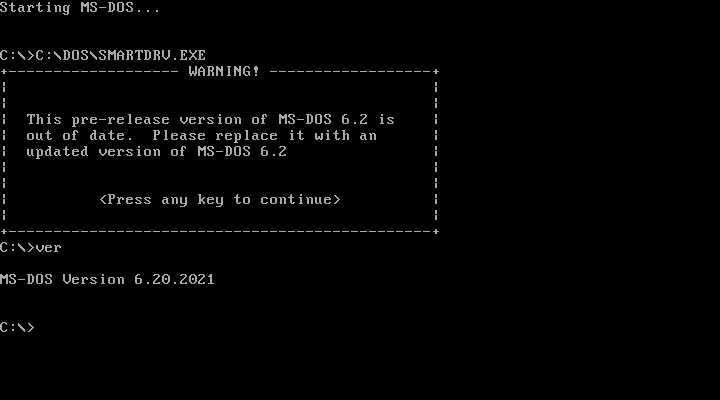 Starting MS-DOS...
C:\>C:\DOS\SMARTDRV.EXE
+------------------- WARNING! ------------------+
This pre-release version of MS-DOS 6.2 is
out of date.  Please replace it with an
updated version of MS-DOS 6.2
<Press any key to continue>
C:\>ver
MS-DOS Version 6.20.2021
C:\>